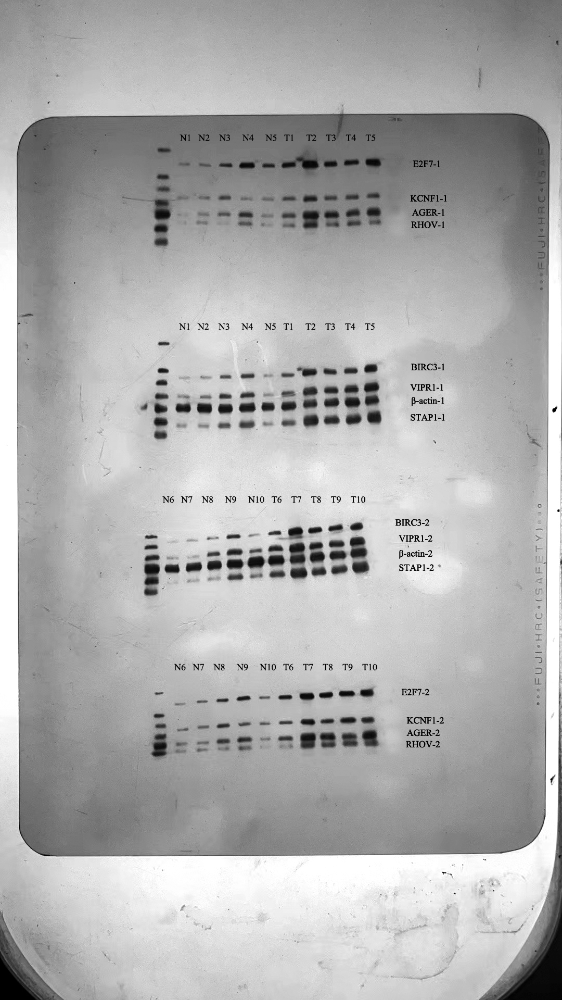 N1 N2 N3 N4 N5 T1 T2 T3 T4 T5
E2F7-1
KCNF1-1
AGER-1
RHOV-1
N1 N2 N3 N4 N5 T1 T2 T3 T4 T5
BIRC3-1
VIPR1-1
β-actin-1
STAP1-1
N6 N7 N8 N9 N10 T6 T7 T8 T9 T10
BIRC3-2
VIPR1-2
β-actin-2
STAP1-2
N6 N7 N8 N9 N10 T6 T7 T8 T9 T10
E2F7-2
KCNF1-2
AGER-2
RHOV-2
•••FUJI•HRC•(SAFE
•••FUJI•HRC•(SAFETY)•••